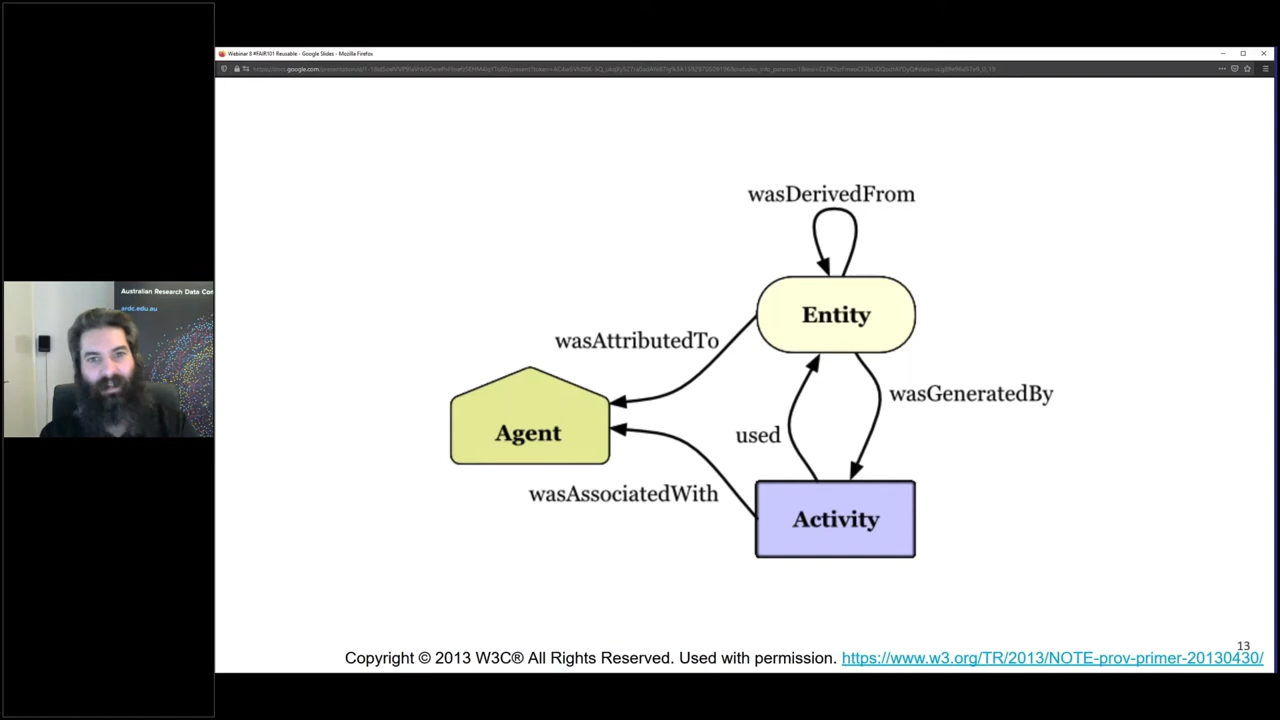 Webinar 8 #FAIR101 Reusable - Google Slides - Mozilla Firefox
wasDerivedFrom
Entity
wasAttributedTo
wasGeneratedBy
Agent
used
wasAssociatedWith
Activity
Australian Research Data Com
ardc.edu.au
13
Copyright © 2013 W3C® All Rights Reserved. Used with permission. https://www.w3.org/TR/2013/NOTE-prov-primer-20130430/